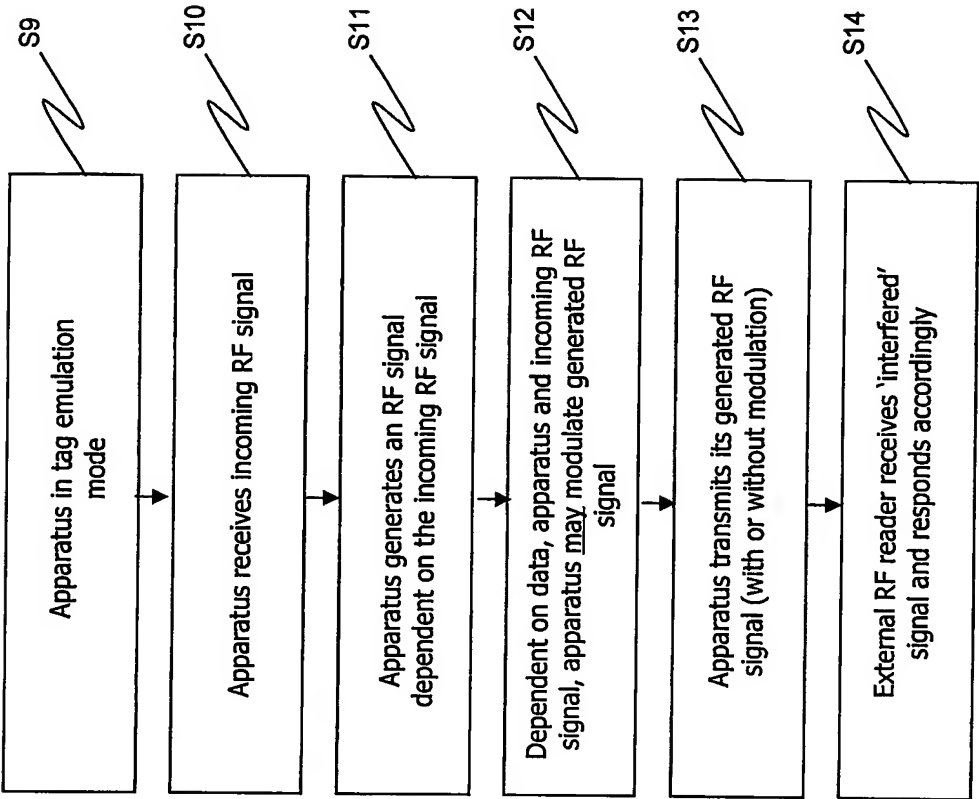 Apparatus in tag emulation
mode
S9
Apparatus receives incoming RF signal
S10
Apparatus generates an RF signal
dependent on the incoming RF signal
S11
Dependent on data, apparatus and incoming RF
signal, apparatus may modulate generated RF
signal
S12
Apparatus transmits its generated RF
signal (with or without modulation)
S13
External RF reader receives ‘interfered’
signal and responds accordingly
S14